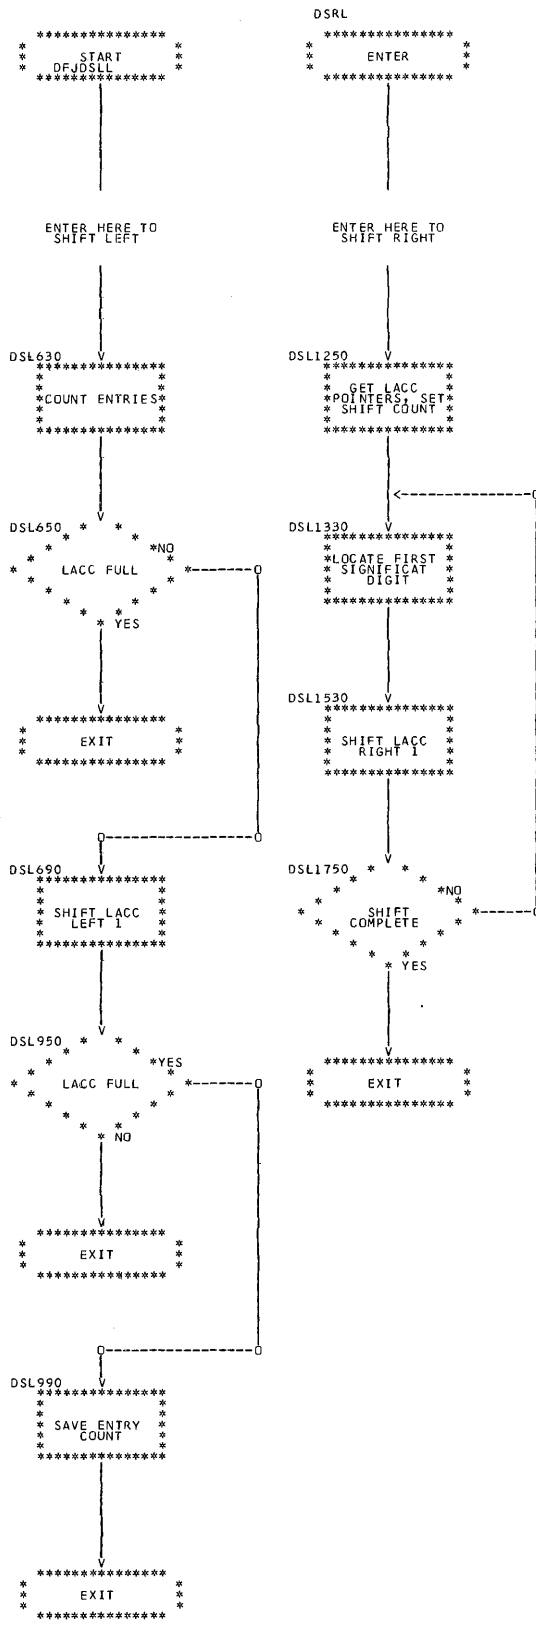 START
DFJDSLL
ENTER HERE TO
SHIFT LEFT
DSL630
COUNT ENTRIES
DSL650
NO
LACC FULL
YES
EXIT
DSL690
SHIFT LACC
LEFT 1
DSL950
YES
LACC FULL
NO
EXIT
DSL990
SAVE ENTRY
COUNT
EXIT
DSRL
ENTER
ENTER HERE TO
SHIFT RIGHT
DSL1250
GET LACC
POINTERS, SET
SHIFT COUNT
DSL1330
LOCATE FIRST
SIGNIFICAT
DIGIT
DSL1530
SHIFT LACC
RIGHT 1
DSL1750
NO
SHIFT
COMPLETE
YES
EXIT